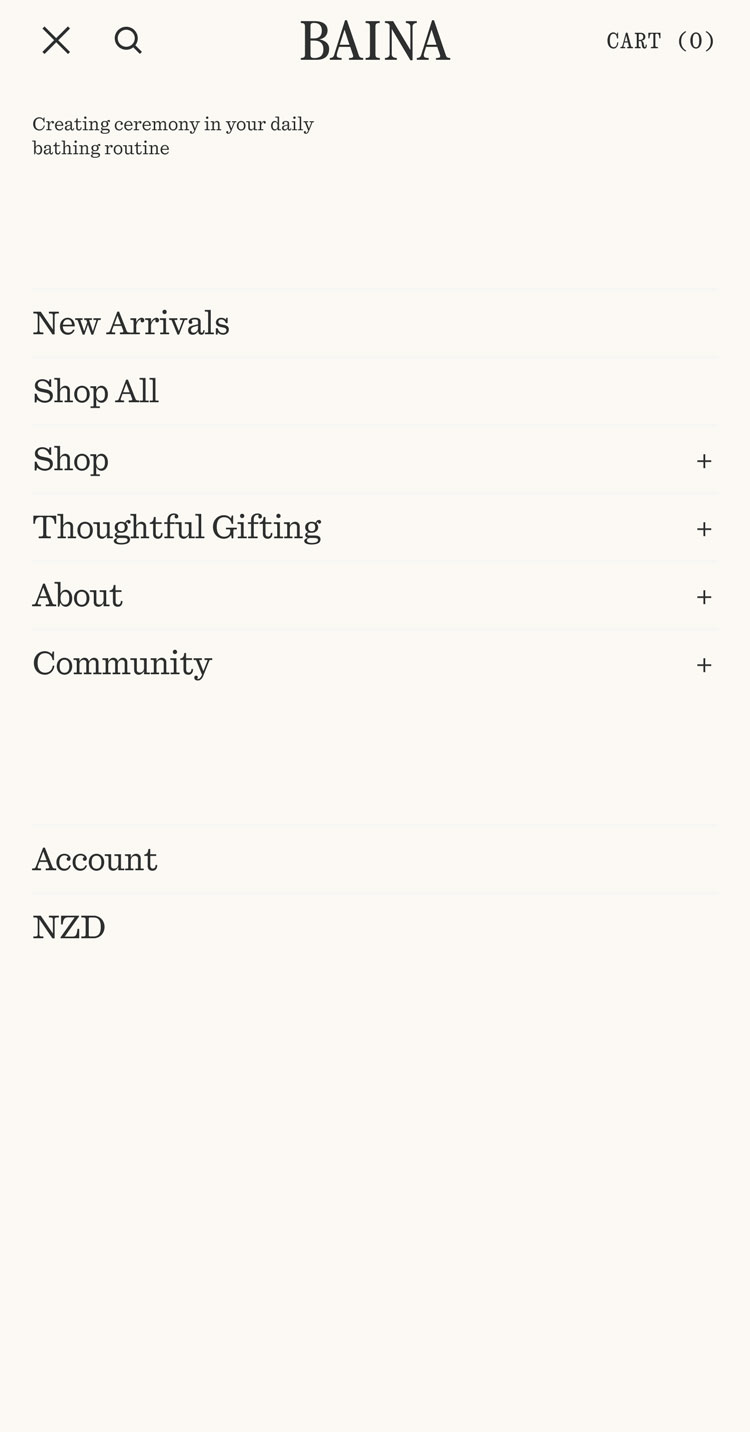 BAINA
CART (0)
Creating ceremony in your daily
bathing routine
New Arrivals
Shop All
Shop +
Thoughtful Gifting +
About +
Community +
Account
NZD